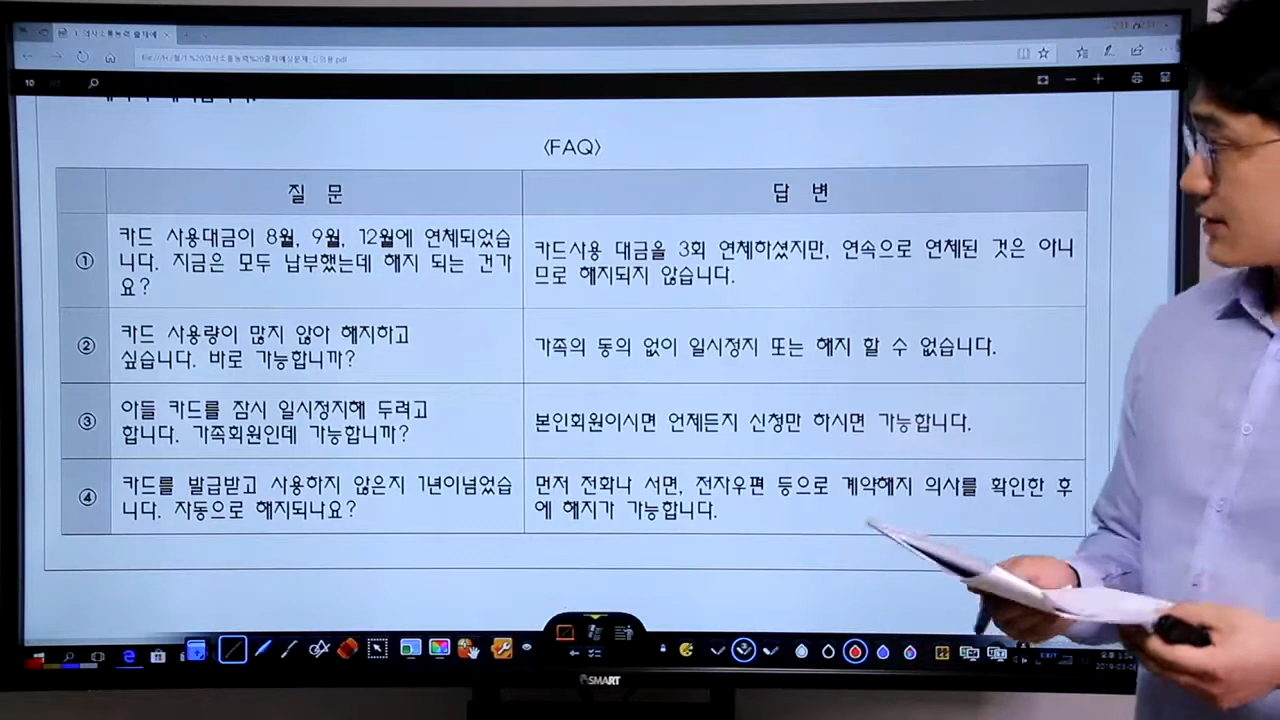 1 의사소통능력 출제예
〈FAQ〉
질 문
답 변
①
카드 사용대금이 8월, 9월, 12월에 연체되었습
니다. 지금은 모두 납부했는데 해지 되는 건가
요?
카드사용 대금을 3회 연체하셨지만, 연속으로 연체된 것은 아니
므로 해지되지 않습니다.
②
카드 사용량이 많지 않아 해지하고
싶습니다. 바로 가능합니까?
가족의 동의 없이 일시정지 또는 해지 할 수 없습니다.
③
아들 카드를 잠시 일시정지해 두려고
합니다. 가족회원인데 가능합니까?
본인회원이시면 언제든지 신청만 하시면 가능합니다.
④
카드를 발급받고 사용하지 않은지 1년이넘었습
니다. 자동으로 해지되나요?
먼저 전화나 서면, 전자우편 등으로 계약해지 의사를 확인한 후
에 해지가 가능합니다.
EXIT
SMART